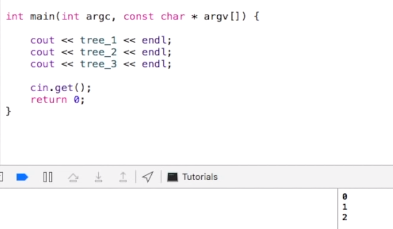 int main(int argc, const char * argv[]) {
cout << tree_1 << endl;
cout << tree_2 << endl;
cout << tree_3 << endl;
cin.get();
return 0;
}
Tutorials
0
1
2